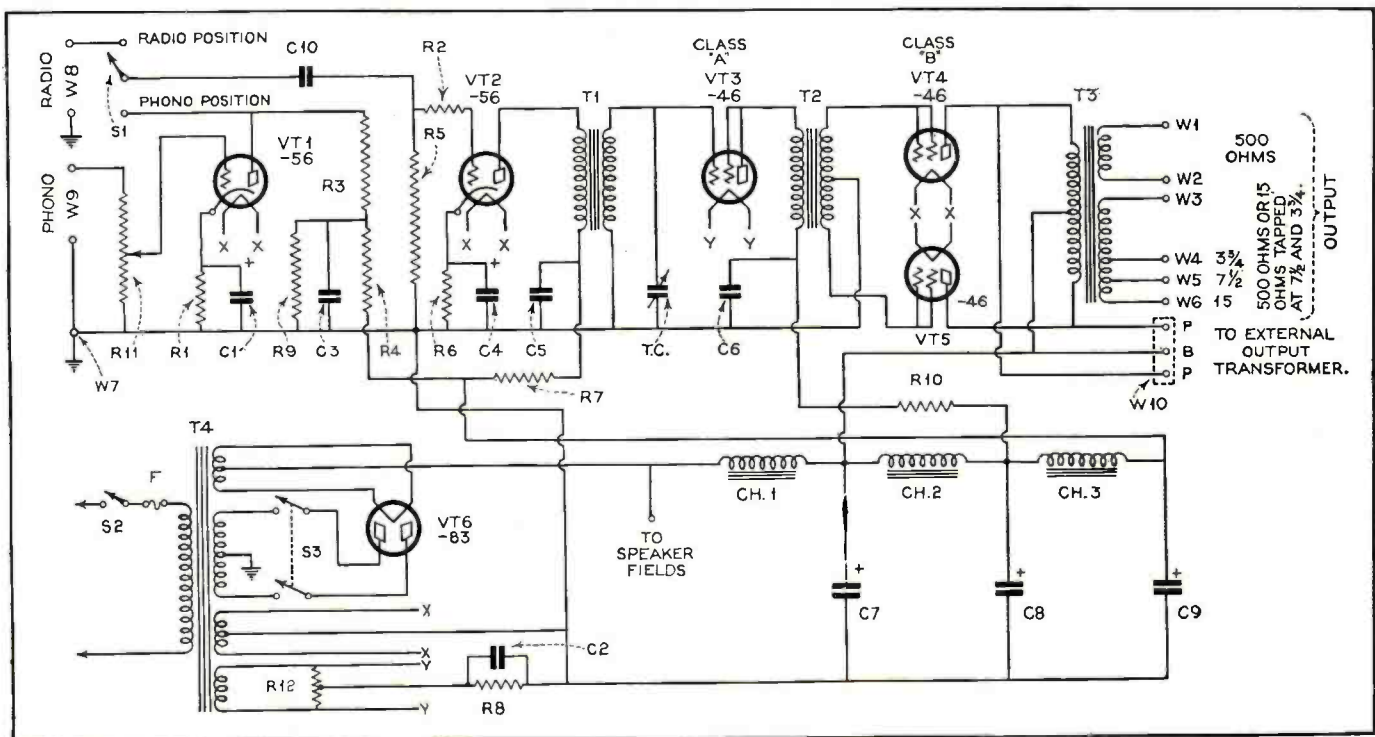 RADIO
W8
RADIO POSITION
S1
PHONO POSITION
C10
R2
VT2
-56
R5
VT1
-56
R3
PHONO
W9
X X
+
R11
R1
C1
R9
C3
R4
W7
X X
+
R6
C4
C5
R7
T1
CLASS
"A"
VT3
-46
Y Y
T.C.
C6
T2
CLASS
"B"
VT4
-46
X X
-46
VT5
T3
W1
500
OHMS
W2
W3
W4 3¾
W5 7½
W6 15
500 OHMS OR 15
OHMS TAPPED
AT 7½ AND 3¾.
OUTPUT
P
B
P
TO EXTERNAL
OUTPUT
TRANSFORMER.
W10
R10
T4
F
S2
S3
VT6
-83
TO
SPEAKER
FIELDS
CH.1
CH.2
CH.3
+
C7
+
C8
+
C9
X
X
Y
Y
R12
C2
R8